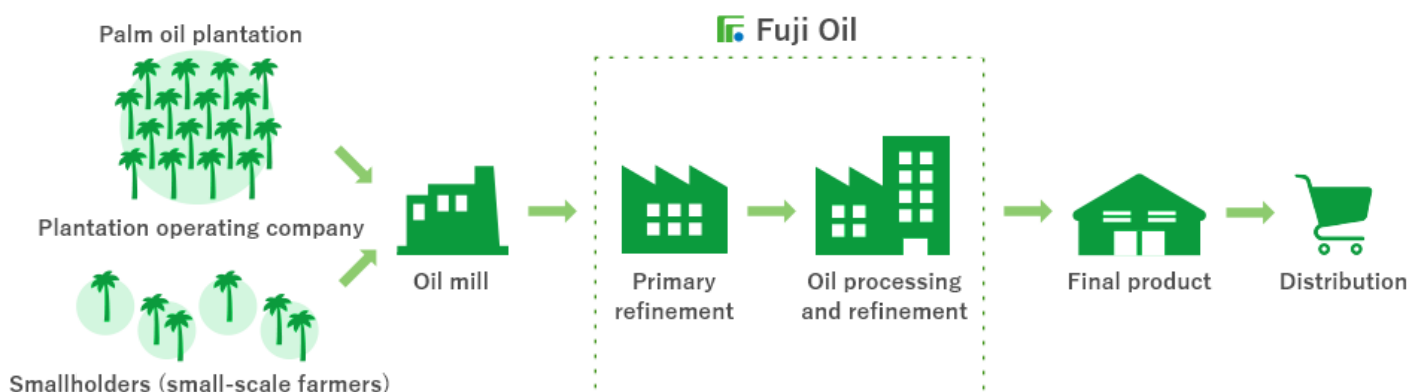 Palm oil plantation
Plantation operating company
Smallholders (small-scale farmers)
Oil mill
Fuji Oil
Primary
refinement
Oil processing
and refinement
Final product
Distribution